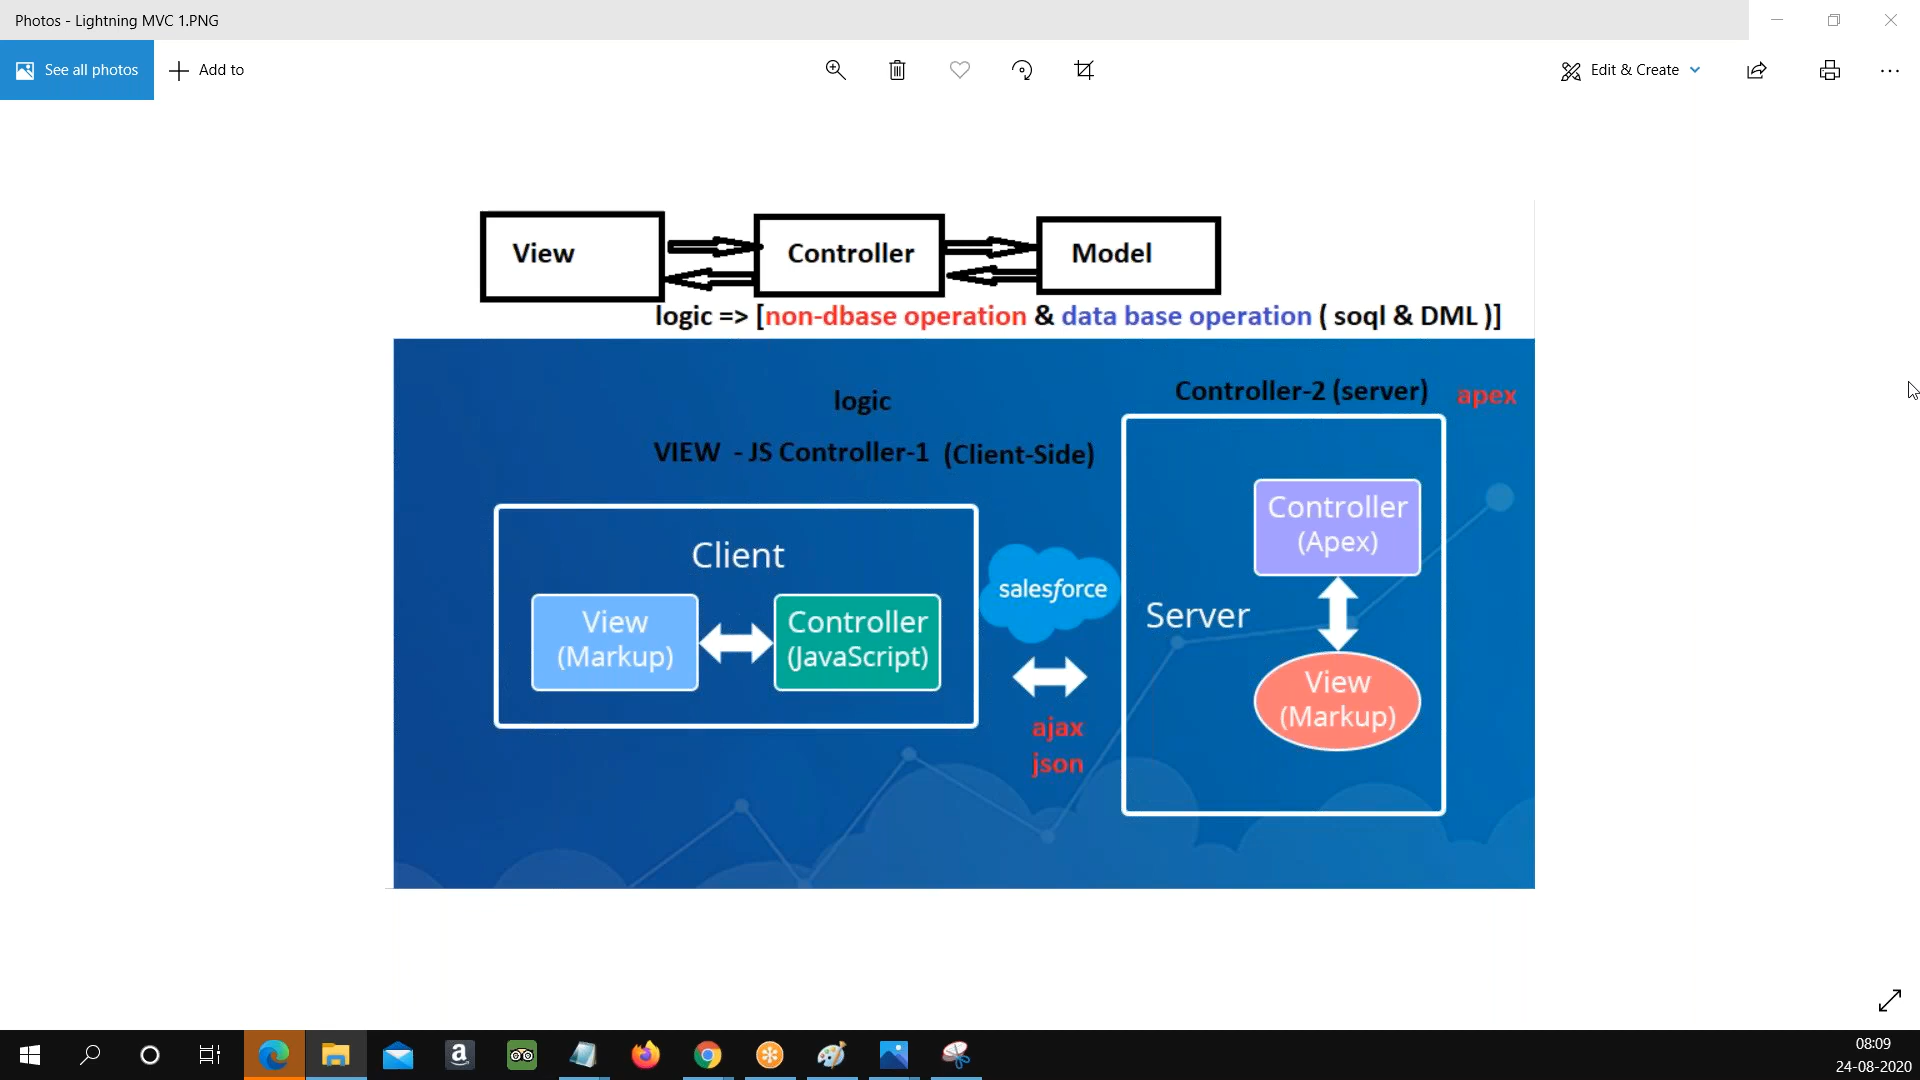 Photos - Lightning MVC 1.PNG
See all photos
Add to
Edit & Create
View
Controller
Model
logic => [non-dbase operation & data base operation ( soql & DML )]
logic
Controller-2 (server) apex
VIEW - JS Controller-1 (Client-Side)
Client
View
(Markup)
Controller
(JavaScript)
salesforce
ajax
json
Server
Controller
(Apex)
View
(Markup)
a
08:09
24-08-2020